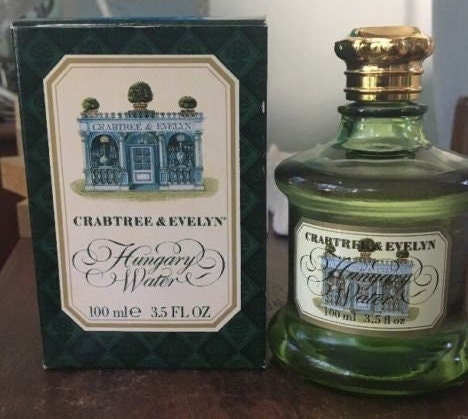 CRABTREE & EVELYN
CRABTREE & EVELYN®
Hungary
Water
100 ml e 3.5 FL OZ
CRABTREE & EVELYN
Hungary
Water
100 ml 3.5 fl oz